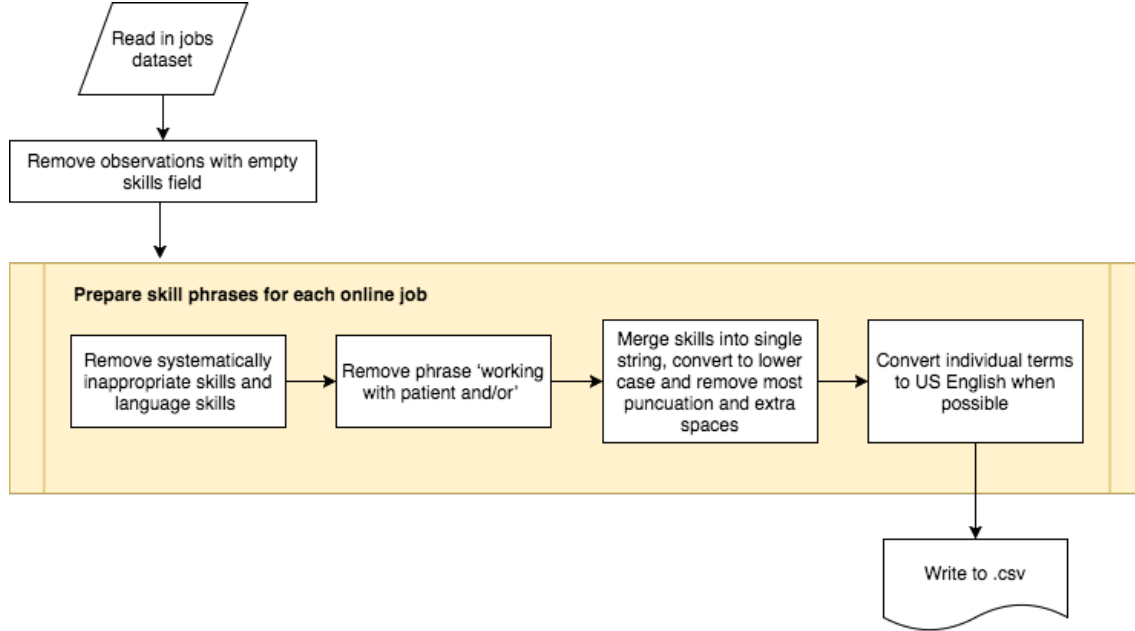 Read in jobs
dataset
Remove observations with empty
skills field
Prepare skill phrases for each online job
Remove systematically
inappropriate skills and
language skills
Remove phrase ‘working
with patient and/or’
Merge skills into single
string, convert to lower
case and remove most
puncuation and extra
spaces
Convert individual terms
to US English when
possible
Write to .csv